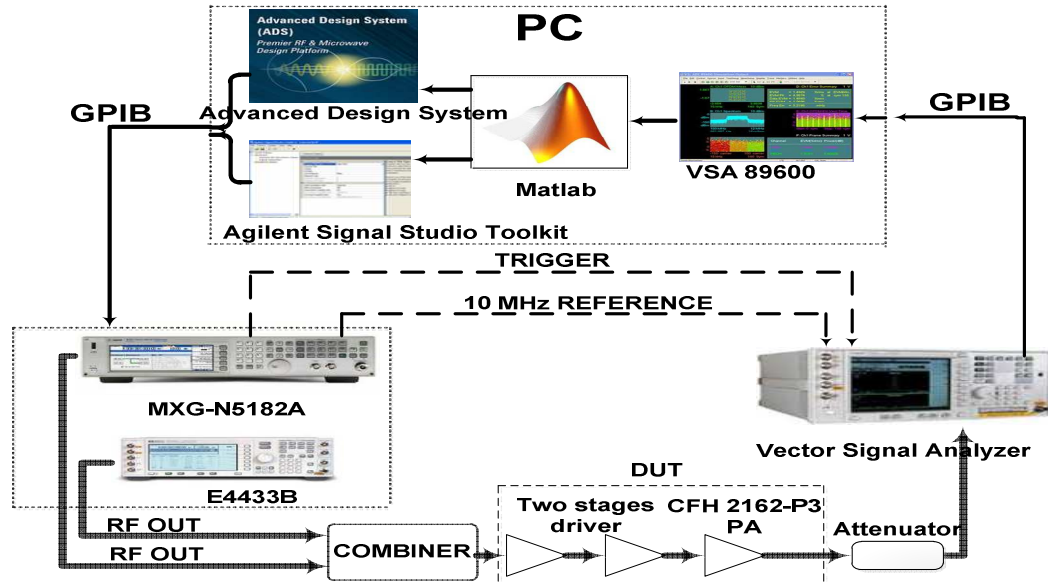 PC
Advanced Design System
(ADS)
Premier RF & Microwave
Design Platform
GPIB
Advanced Design System
Matlab
VSA 89600
GPIB
Agilent Signal Studio Toolkit
TRIGGER
10 MHz REFERENCE
MXG-N5182A
E4433B
Vector Signal Analyzer
DUT
Two stages
driver
CFH 2162-P3
PA
Attenuator
RF OUT
RF OUT
COMBINER